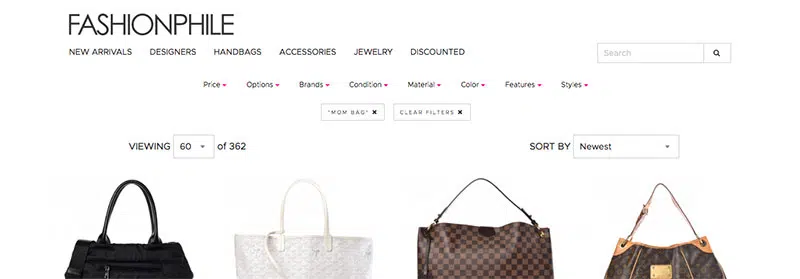 FASHIONPHILE
NEW ARRIVALS DESIGNERS HANDBAGS ACCESSORIES JEWELRY DISCOUNTED
Search
Price Options Brands Condition Material Color Features Styles
"MOM BAG" ✖ CLEAR FILTERS ✖
VIEWING 60 of 362 SORT BY Newest